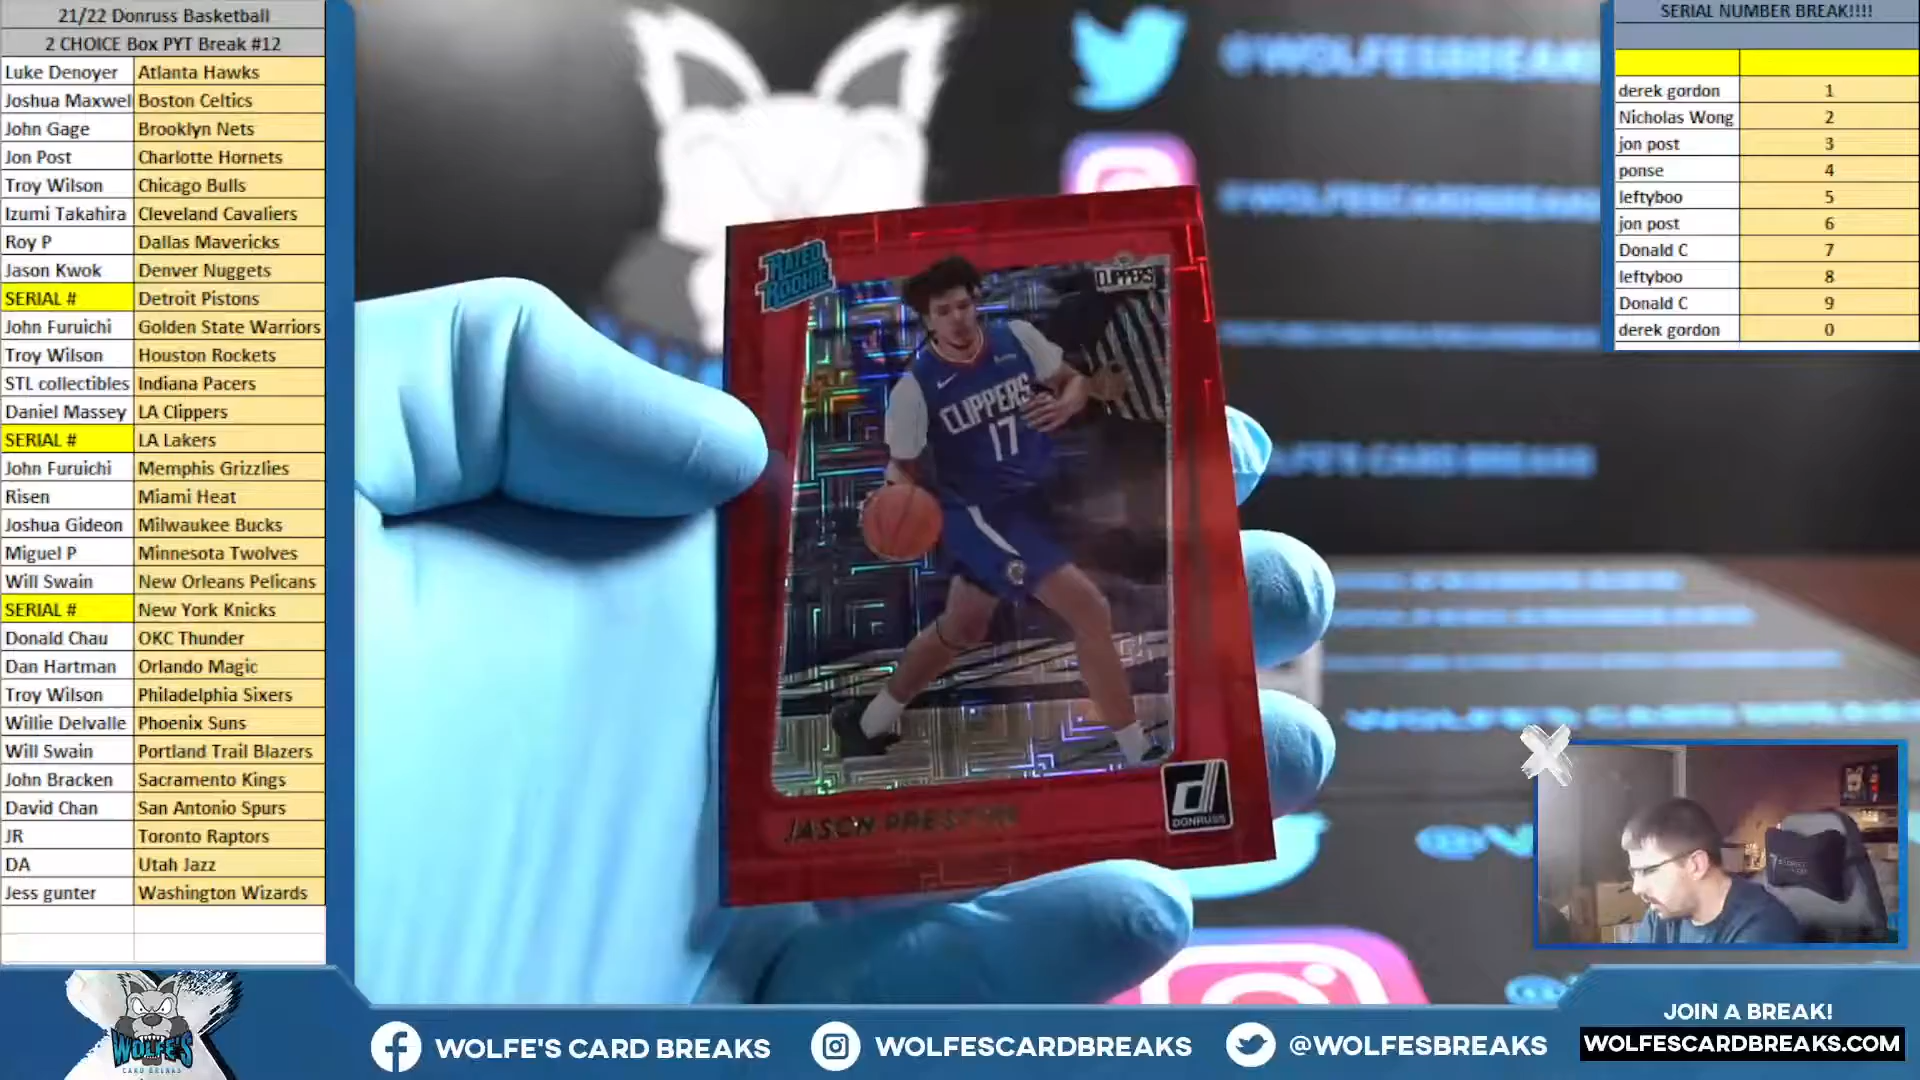 21/22 Donruss Basketball
2 CHOICE Box PYT Break #12
Luke Denoyer Atlanta Hawks
Joshua Maxwel Boston Celtics
John Gage Brooklyn Nets
Jon Post Charlotte Hornets
Troy Wilson Chicago Bulls
Izumi Takahira Cleveland Cavaliers
Roy P Dallas Mavericks
Jason Kwok Denver Nuggets
SERIAL # Detroit Pistons
John Furuichi Golden State Warriors
Troy Wilson Houston Rockets
STL collectibles Indiana Pacers
Daniel Massey LA Clippers
SERIAL # LA Lakers
John Furuichi Memphis Grizzlies
Risen Miami Heat
Joshua Gideon Milwaukee Bucks
Miguel P Minnesota Twolves
Will Swain New Orleans Pelicans
SERIAL # New York Knicks
Donald Chau OKC Thunder
Dan Hartman Orlando Magic
Troy Wilson Philadelphia Sixers
Willie Delvalle Phoenix Suns
Will Swain Portland Trail Blazers
John Bracken Sacramento Kings
David Chan San Antonio Spurs
JR Toronto Raptors
DA Utah Jazz
Jess gunter Washington Wizards
@WOLFESBREAKS
@WOLFESCARDBREAKS
WOLFE'S CARD BREAKS
RATED
ROOKIE
CLIPPERS
CLIPPERS
17
JASON PRESTON
d
DONRUSS
SERIAL NUMBER BREAK!!!!
derek gordon 1
Nicholas Wong 2
jon post 3
ponse 4
leftyboo 5
jon post 6
Donald C 7
leftyboo 8
Donald C 9
derek gordon 0
WOLFE'S
CARD BREAKS
WOLFE'S CARD BREAKS
WOLFESCARDBREAKS
@WOLFESBREAKS
JOIN A BREAK!
WOLFESCARDBREAKS.COM